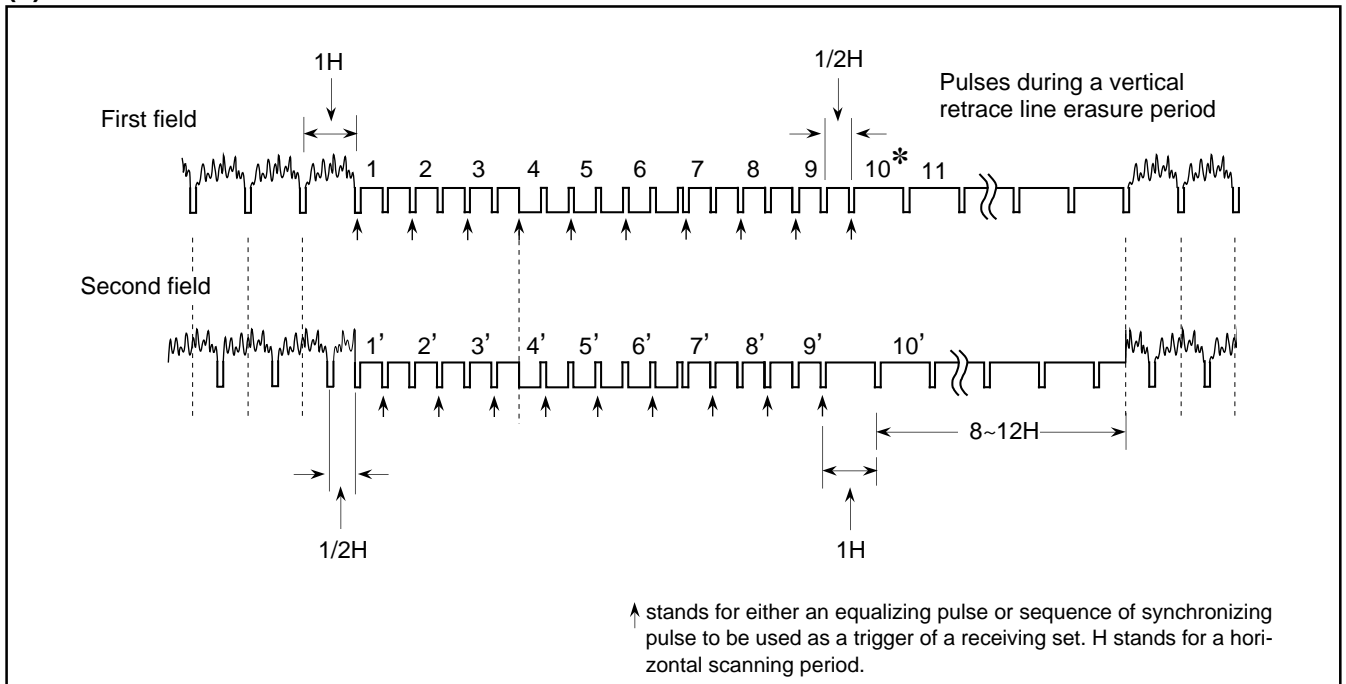 1H
1/2H
Pulses during a vertical
retrace line erasure period
First field
1 2 3 4 5 6 7 8 9 10* 11
Second field
1’ 2’ 3’ 4’ 5’ 6’ 7’ 8’ 9’ 10’
8~12H
1/2H
1H
stands for either an equalizing pulse or sequence of synchronizing
pulse to be used as a trigger of a receiving set. H stands for a hori-
zontal scanning period.